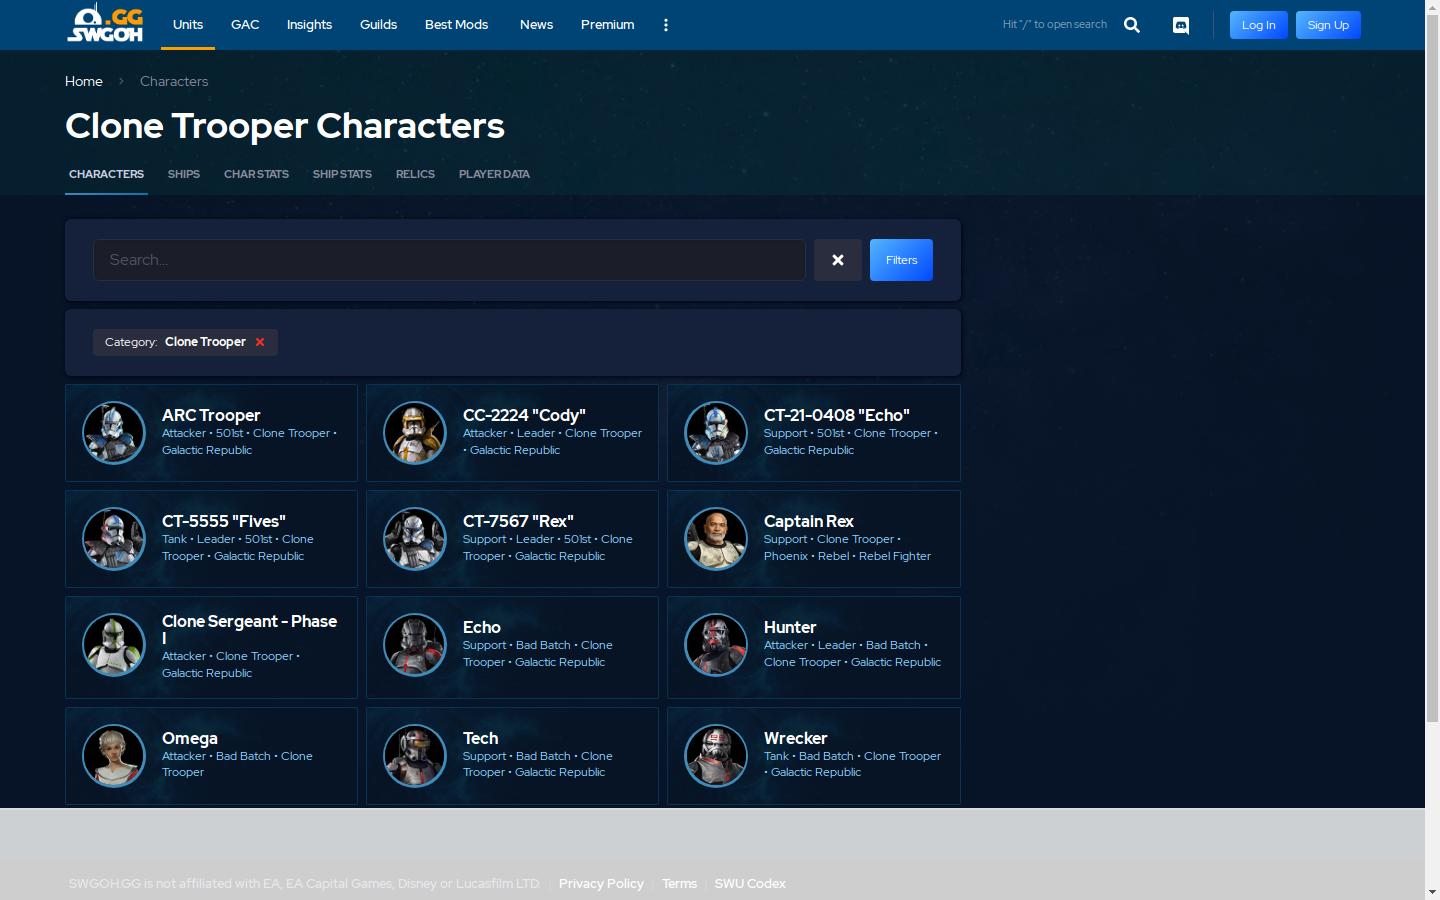 .GG
SWGOH
Units
GAC
Insights
Guilds
Best Mods
News
Premium
Hit "/" to open search
Log In
Sign Up
Home
Characters
Clone Trooper Characters
CHARACTERS
SHIPS
CHAR STATS
SHIP STATS
RELICS
PLAYER DATA
Search...
Filters
Category: Clone Trooper
ARC Trooper
Attacker • 501st • Clone Trooper •
Galactic Republic
CC-2224 "Cody"
Attacker • Leader • Clone Trooper
• Galactic Republic
CT-21-0408 "Echo"
Support • 501st • Clone Trooper •
Galactic Republic
CT-5555 "Fives"
Tank • Leader • 501st • Clone
Trooper • Galactic Republic
CT-7567 "Rex"
Support • Leader • 501st • Clone
Trooper • Galactic Republic
Captain Rex
Support • Clone Trooper •
Phoenix • Rebel • Rebel Fighter
Clone Sergeant - Phase
I
Attacker • Clone Trooper •
Galactic Republic
Echo
Support • Bad Batch • Clone
Trooper • Galactic Republic
Hunter
Attacker • Leader • Bad Batch •
Clone Trooper • Galactic Republic
Omega
Attacker • Bad Batch • Clone
Trooper
Tech
Support • Bad Batch • Clone
Trooper • Galactic Republic
Wrecker
Tank • Bad Batch • Clone Trooper
• Galactic Republic
SWGOH.GG is not affiliated with EA, EA Capital Games, Disney or Lucasfilm LTD. | Privacy Policy | Terms | SWU Codex